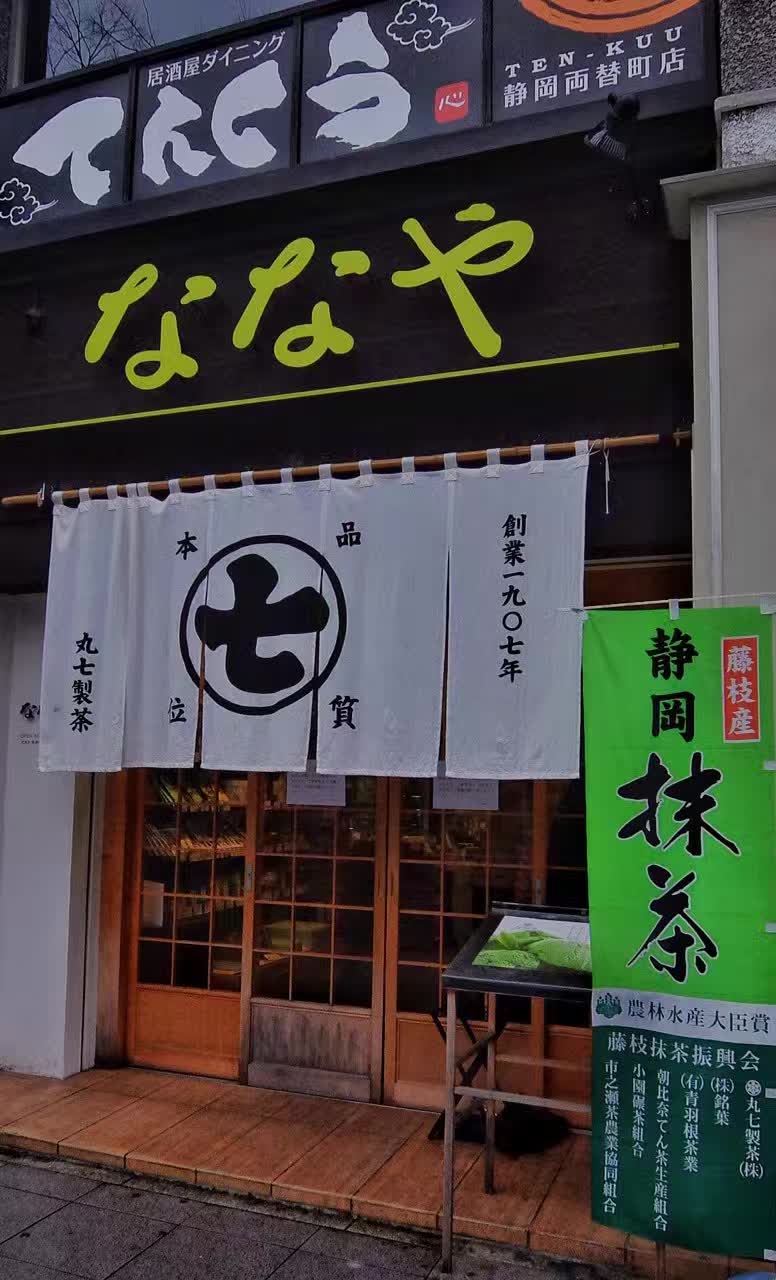 居酒屋ダイニング
てんくう
心
TEN-KUU
静岡両替町店
ななや
創業一九〇七年
品質
本位
七
丸七製茶
藤枝産
静岡
抹茶
農林水産大臣賞
藤枝抹茶振興会
丸七製茶(株)
(株)銘葉
(有)青羽根茶業
朝比奈てん茶生産組合
小園碾茶組合
市之瀬茶農業協同組合